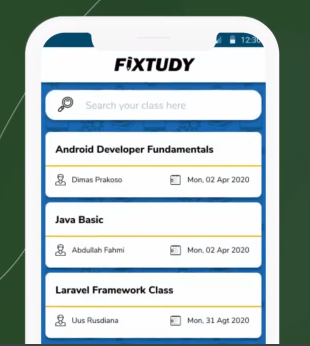 12:30
FiXTUDY
Search your class here
Android Developer Fundamentals
Dimas Prakoso Mon, 02 Apr 2020
Java Basic
Abdullah Fahmi Mon, 02 Apr 2020
Laravel Framework Class
Uus Rusdiana Mon, 31 Agt 2020